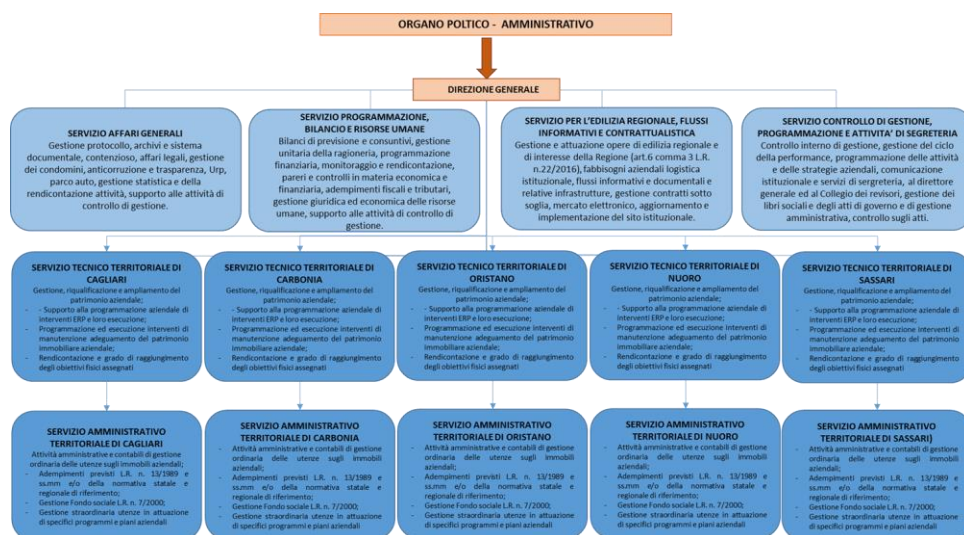 ORGANO POLTICO - AMMINISTRATIVO
DIREZIONE GENERALE
SERVIZIO AFFARI GENERALI
Gestione protocollo, archivi e sistema
documentale, contenzioso, affari legali, gestione
dei condomini, anticorruzione e trasparenza, Urp,
parco auto, gestione statistica e della
rendicontazione attività, supporto alle attività di
controllo di gestione.
SERVIZIO PROGRAMMAZIONE,
BILANCIO E RISORSE UMANE
Bilanci di previsione e consuntivi, gestione
unitaria della ragioneria, programmazione
finanziaria, monitoraggio e rendicontazione,
pareri e controlli in materia economica e
finanziaria, adempimenti fiscali e tributari,
gestione giuridica ed economica delle risorse
umane, supporto alle attività di controllo di
gestione.
SERVIZIO PER L'EDILIZIA REGIONALE, FLUSSI
INFORMATIVI E CONTRATTUALISTICA
Gestione e attuazione opere di edilizia regionale e
di interesse della Regione (art.6 comma 3 L.R.
n.22/2016), fabbisogni aziendali logistica
istituzionale, flussi informativi e documentali e
relative infrastrutture, gestione contratti sotto
soglia, mercato elettronico, aggiornamento e
implementazione del sito istituzionale.
SERVIZIO CONTROLLO DI GESTIONE,
PROGRAMMAZIONE E ATTIVITA' DI SEGRETERIA
Controllo interno di gestione, gestione del ciclo
della performance, programmazione delle attività
e delle strategie aziendali, comunicazione
istituzionale e servizi di segreteria, al direttore
generale ed al Collegio dei revisori, gestione
dei libri sociali e degli atti di governo e di gestione
amministrativa, controllo sugli atti.
SERVIZIO TECNICO TERRITORIALE DI
CAGLIARI
Gestione, riqualificazione e ampliamento del
patrimonio aziendale;
- - Supporto alla programmazione aziendale di
interventi ERP e loro esecuzione;
- Programmazione ed esecuzione interventi di
manutenzione adeguamento del patrimonio
immobiliare aziendale;
- Rendicontazione e grado di raggiungimento
degli obiettivi fisici assegnati
SERVIZIO TECNICO TERRITORIALE DI
CARBONIA
Gestione, riqualificazione e ampliamento del
patrimonio aziendale;
- - Supporto alla programmazione aziendale di
interventi ERP e loro esecuzione;
- Programmazione ed esecuzione interventi di
manutenzione adeguamento del patrimonio
immobiliare aziendale;
- Rendicontazione e grado di raggiungimento
degli obiettivi fisici assegnati
SERVIZIO TECNICO TERRITORIALE DI
ORISTANO
Gestione, riqualificazione e ampliamento del
patrimonio aziendale;
- - Supporto alla programmazione aziendale di
interventi ERP e loro esecuzione;
- Programmazione ed esecuzione interventi di
manutenzione adeguamento del patrimonio
immobiliare aziendale;
- Rendicontazione e grado di raggiungimento
degli obiettivi fisici assegnati
SERVIZIO TECNICO TERRITORIALE DI
NUORO
Gestione, riqualificazione e ampliamento del
patrimonio aziendale;
- - Supporto alla programmazione aziendale di
interventi ERP e loro esecuzione;
- Programmazione ed esecuzione interventi di
manutenzione adeguamento del patrimonio
immobiliare aziendale;
- Rendicontazione e grado di raggiungimento
degli obiettivi fisici assegnati
SERVIZIO TECNICO TERRITORIALE DI
SASSARI
Gestione, riqualificazione e ampliamento del
patrimonio aziendale;
- - Supporto alla programmazione aziendale di
interventi ERP e loro esecuzione;
- Programmazione ed esecuzione interventi di
manutenzione adeguamento del patrimonio
immobiliare aziendale;
- Rendicontazione e grado di raggiungimento
degli obiettivi fisici assegnati
SERVIZIO AMMINISTRATIVO
TERRITORIALE DI CAGLIARI
Attività amministrative e contabili di gestione
ordinaria delle utenze sugli immobili aziendali;
- Adempimenti previsti L.R. n. 13/1989 e
ss.mm e/o della normativa statale e
regionale di riferimento;
- Gestione Fondo sociale L.R. n. 7/2000;
- Gestione straordinaria utenze in attuazione
di specifici programmi e piani aziendali
SERVIZIO AMMINISTRATIVO
TERRITORIALE DI CARBONIA
- Attività amministrative e contabili di gestione
ordinaria delle utenze sugli immobili
aziendali;
- Adempimenti previsti L.R. n. 13/1989 e
ss.mm e/o della normativa statale e
regionale di riferimento;
- Gestione Fondo sociale L.R. n. 7/2000;
- Gestione straordinaria utenze in attuazione
di specifici programmi e piani aziendali
SERVIZIO AMMINISTRATIVO
TERRITORIALE DI ORISTANO
- Attività amministrative e contabili di gestione
ordinaria delle utenze sugli immobili
aziendali;
- Adempimenti previsti L.R. n. 13/1989 e
ss.mm e/o della normativa statale e
regionale di riferimento;
- Gestione Fondo sociale L.R. n. 7/2000;
- Gestione straordinaria utenze in attuazione
di specifici programmi e piani aziendali
SERVIZIO AMMINISTRATIVO
TERRITORIALE DI NUORO
- Attività amministrative e contabili di gestione
ordinaria delle utenze sugli immobili
aziendali;
- Adempimenti previsti L.R. n. 13/1989 e
ss.mm e/o della normativa statale e
regionale di riferimento;
- Gestione Fondo sociale L.R. n. 7/2000;
- Gestione straordinaria utenze in attuazione
di specifici programmi e piani aziendali
SERVIZIO AMMINISTRATIVO
TERRITORIALE DI SASSARI)
- Attività amministrative e contabili di gestione
ordinaria delle utenze sugli immobili
aziendali;
- Adempimenti previsti L.R. n. 13/1989 e
ss.mm e/o della normativa statale e
regionale di riferimento;
- Gestione Fondo sociale L.R. n. 7/2000;
- Gestione straordinaria utenze in attuazione
di specifici programmi e piani aziendali